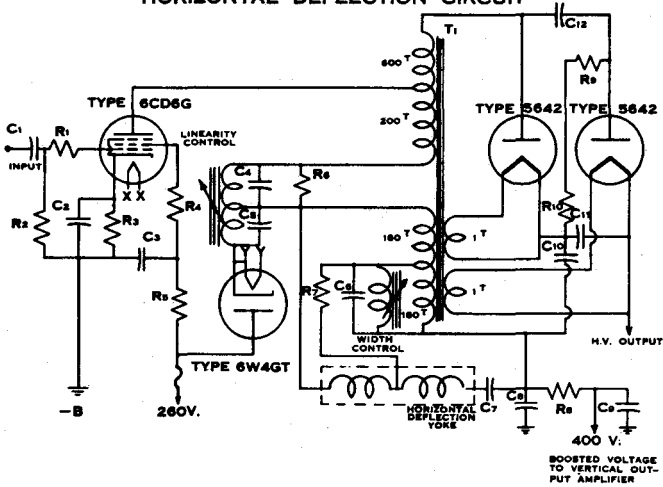 HORIZONTAL DEFLECTION CIRCUIT
C12
T1
600 T
R9
TYPE 6CD6G
TYPE 5642
TYPE 5642
C1
R1
200 T
LINEARITY
CONTROL
INPUT
C4
R6
X X
C2
R4
R10
C11
R2
R3
C5
160 T
1 T
C3
C10
R7
C6
1 T
R5
160 T
WIDTH
CONTROL
H.V. OUTPUT
TYPE 6W4GT
HORIZONTAL
DEFLECTION
YOKE
C7
C8
R8
C9
-B
260V.
400 V.
BOOSTED VOLTAGE
TO VERTICAL OUT-
PUT AMPLIFIER